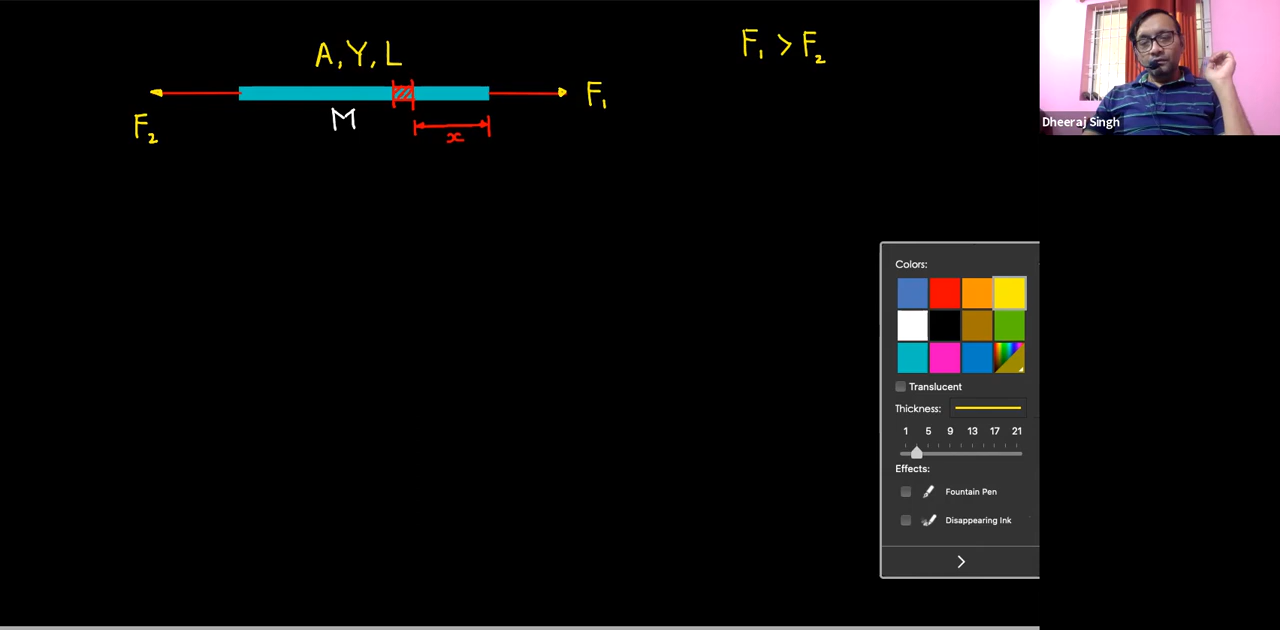 A, Y, L
F₁ > F₂
F₁
F₂
M
x
Dheeraj Singh
Colors:
Translucent
Thickness:
1 5 9 13 17 21
Effects:
Fountain Pen
Disappearing Ink